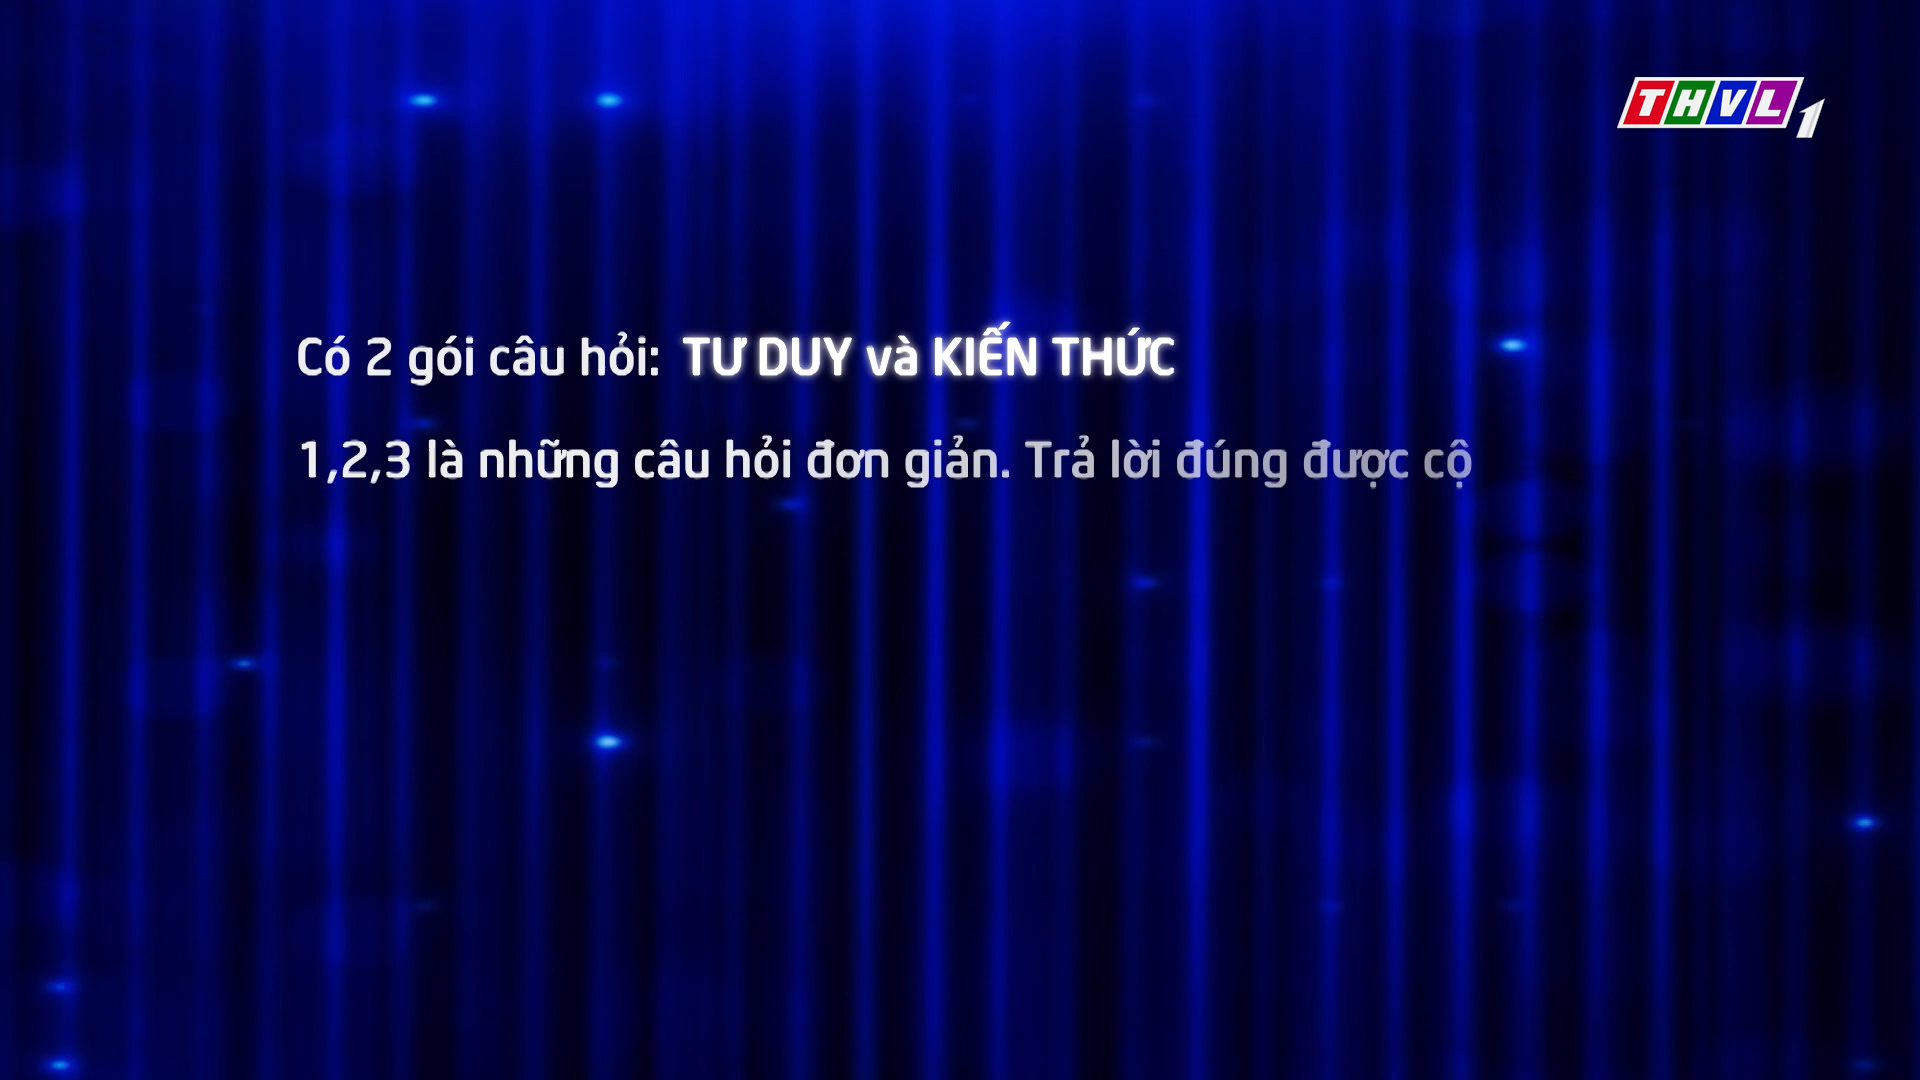 THVL1
Có 2 gói câu hỏi: TƯ DUY và KIẾN THỨC
1,2,3 là những câu hỏi đơn giản. Trả lời đúng được cộ